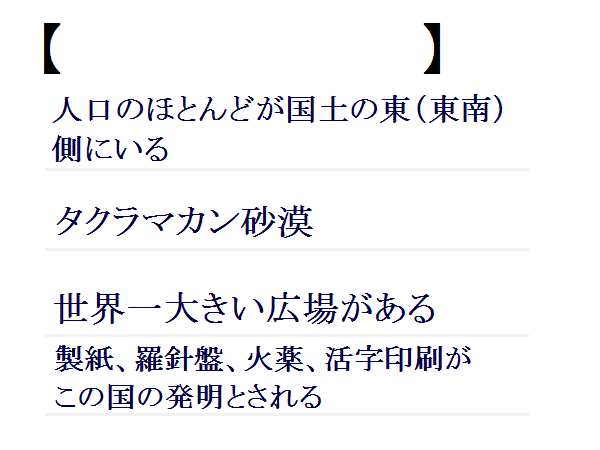 【　　　　　　　　　　】
人口のほとんどが国土の東（東南）
側にいる
タクラマカン砂漠
世界一大きい広場がある
製紙、羅針盤、火薬、活字印刷が
この国の発明とされる